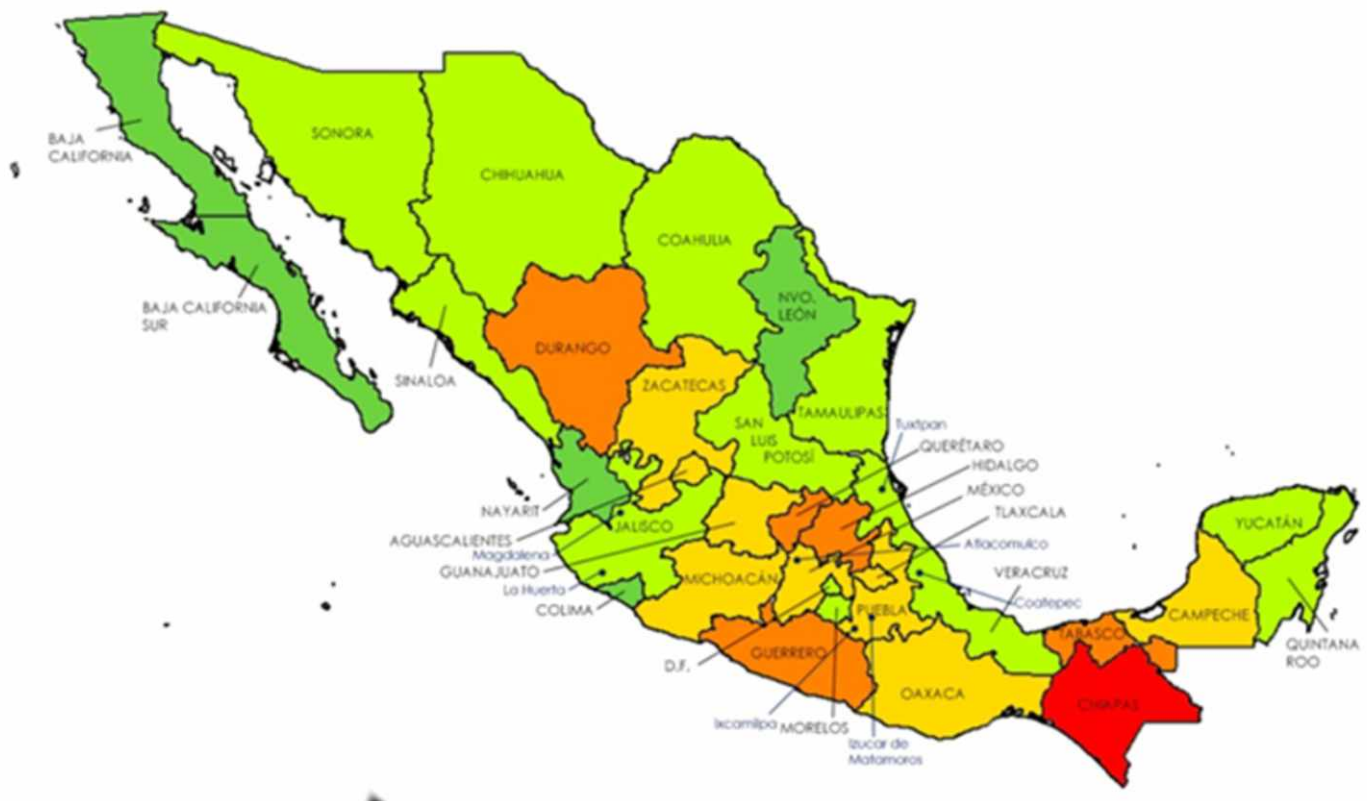 BAJA
CALIFORNIA
SONORA
CHIHUAHUA
COAHULIA
BAJA CALIFORNIA
SUR
NVO.
LEÓN
DURANGO
SINALOA
ZACATECAS
SAN
LUIS
POTOSÍ
TAMAULIPAS
Tuxtpan
QUERÉTARO
HIDALGO
MÉXICO
TLAXCALA
NAYARIT
JALISCO
AGUASCALIENTES
Magdalena
GUANAJUATO
La Huerta
COLIMA
MICHOACÁN
Atlacomulco
VERACRUZ
Coatepec
PUEBLA
YUCATÁN
CAMPECHE
TABASCO
QUINTANA
ROO
D.F.
GUERRERO
OAXACA
CHIAPAS
Ixcamilpa
MORELOS
Izucar de
Matamoros